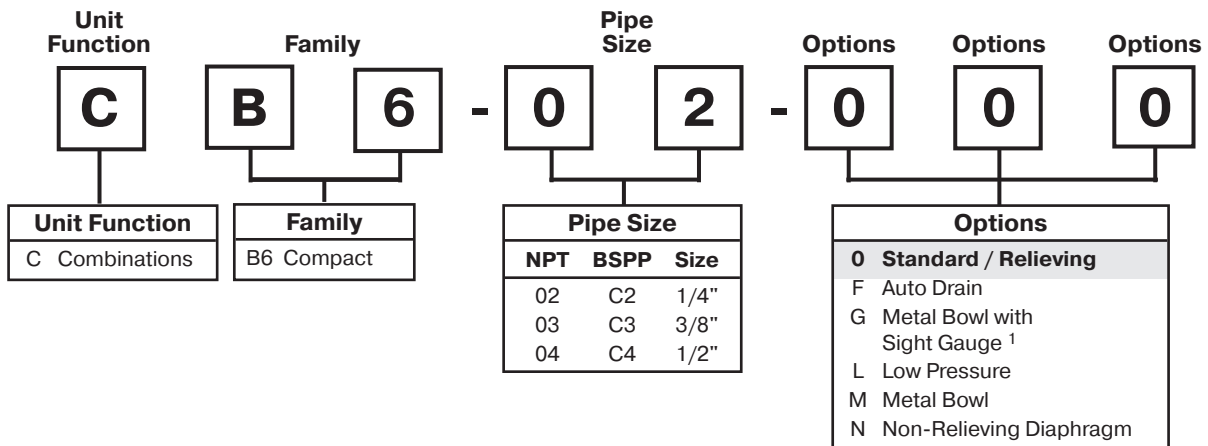 Unit
Function
Family
Pipe
Size
Options
Options
Options
C
B
6
-
0
2
-
0
0
0
Unit Function
C Combinations
Family
B6 Compact
Pipe Size
NPT BSPP Size
02 C2 1/4"
03 C3 3/8"
04 C4 1/2"
Options
0 Standard / Relieving
F Auto Drain
G Metal Bowl with
Sight Gauge 1
L Low Pressure
M Metal Bowl
N Non-Relieving Diaphragm